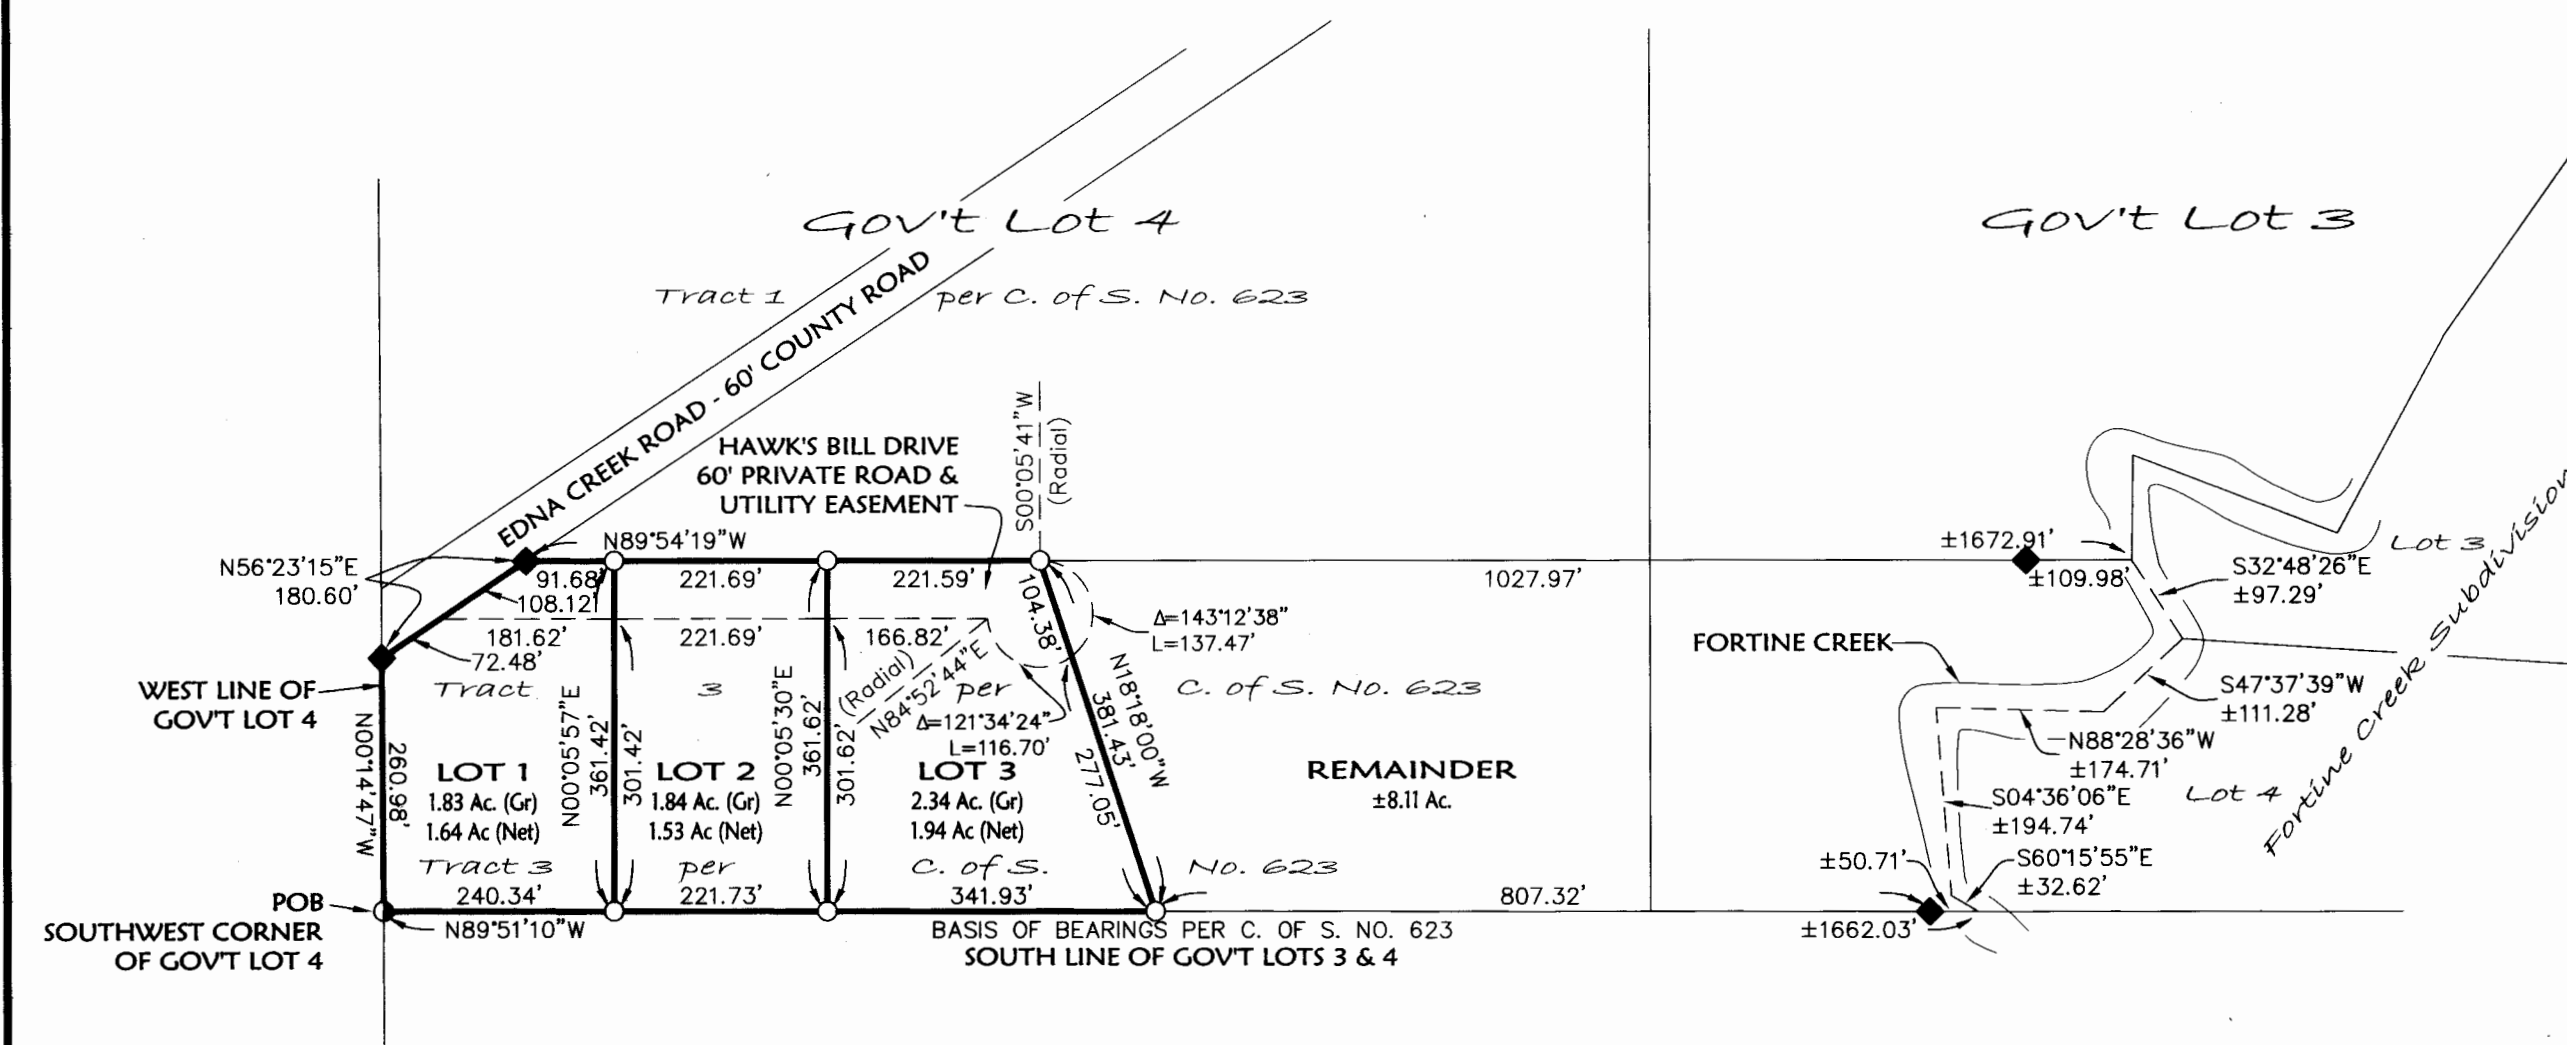 Gov't Lot 4
Gov't Lot 3
Tract 1
per C. of S. No. 623
EDNA CREEK ROAD - 60' COUNTY ROAD
HAWK'S BILL DRIVE
60' PRIVATE ROAD &
UTILITY EASEMENT
S00°05'41"W
(Radial)
N56°23'15"E
180.60'
N89°54'19"W
91.68'
221.69'
221.59'
1027.97'
±1672.91'
±109.98'
Lot 3
S32°48'26"E
±97.29'
108.12'
104.38'
Δ=143°12'38"
L=137.47'
181.62'
221.69'
166.82'
72.48'
FORTINE CREEK
WEST LINE OF
GOV'T LOT 4
Tract
3
per
C. of S. No. 623
(Radial)
N84°52'44"E
Δ=121°34'24"
L=116.70'
N18°18'00"W
381.43'
277.05'
S47°37'39"W
±111.28'
N88°28'36"W
±174.71'
N00°14'47"W
260.98'
N00°05'57"E
361.42'
301.42'
N00°05'30"E
361.62'
301.62'
LOT 1
1.83 Ac. (Gr)
1.64 Ac (Net)
LOT 2
1.84 Ac. (Gr)
1.53 Ac (Net)
LOT 3
2.34 Ac. (Gr)
1.94 Ac (Net)
REMAINDER
±8.11 Ac.
S04°36'06"E
±194.74'
Lot 4
Fortine Creek Subdivision
Tract 3
per
C. of S.
No. 623
±50.71'
S60°15'55"E
±32.62'
240.34'
221.73'
341.93'
807.32'
POB
SOUTHWEST CORNER
OF GOV'T LOT 4
N89°51'10"W
BASIS OF BEARINGS PER C. OF S. NO. 623
SOUTH LINE OF GOV'T LOTS 3 & 4
±1662.03'